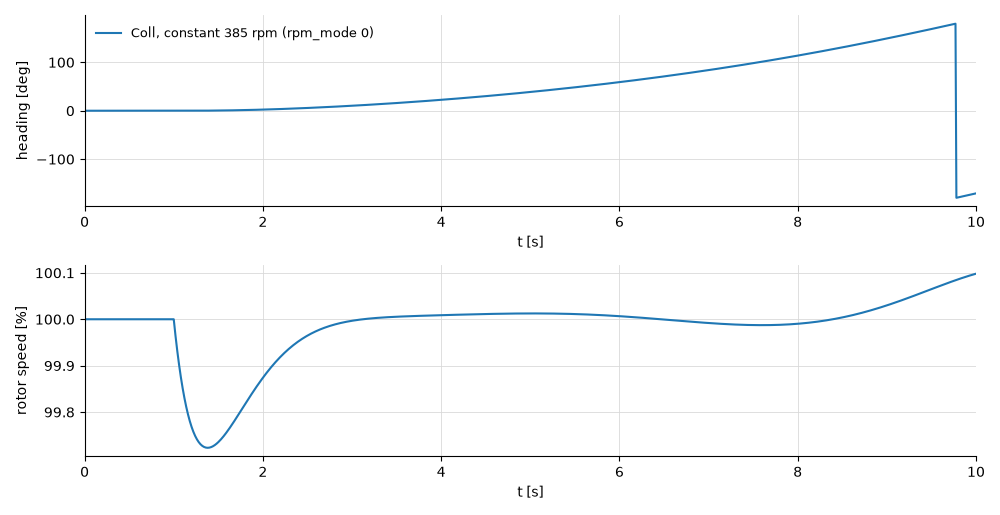 Coll, constant 385 rpm (rpm_mode 0)
heading [deg]
100
0
−100
0 2 4 6 8 10
t [s]
rotor speed [%]
100.1
100.0
99.9
99.8
0 2 4 6 8 10
t [s]